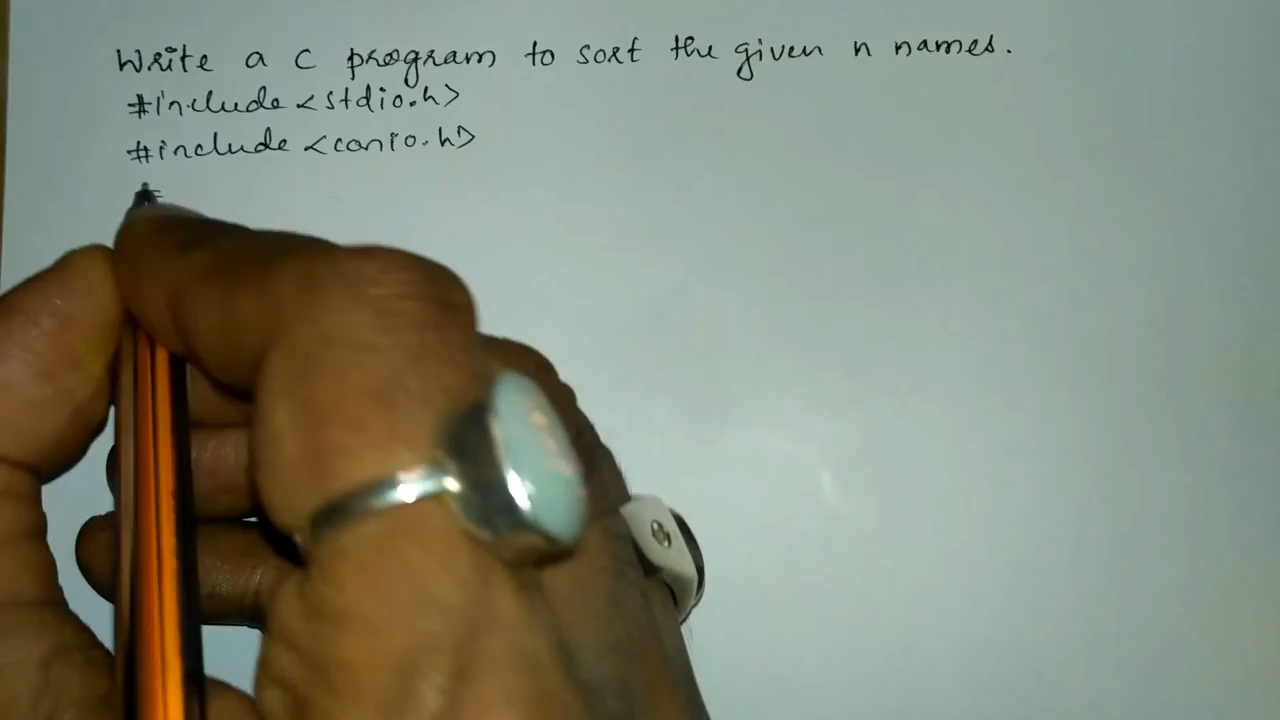 Write a C program to sort the given n names.
#include <stdio.h>
#include <conio.h>
#